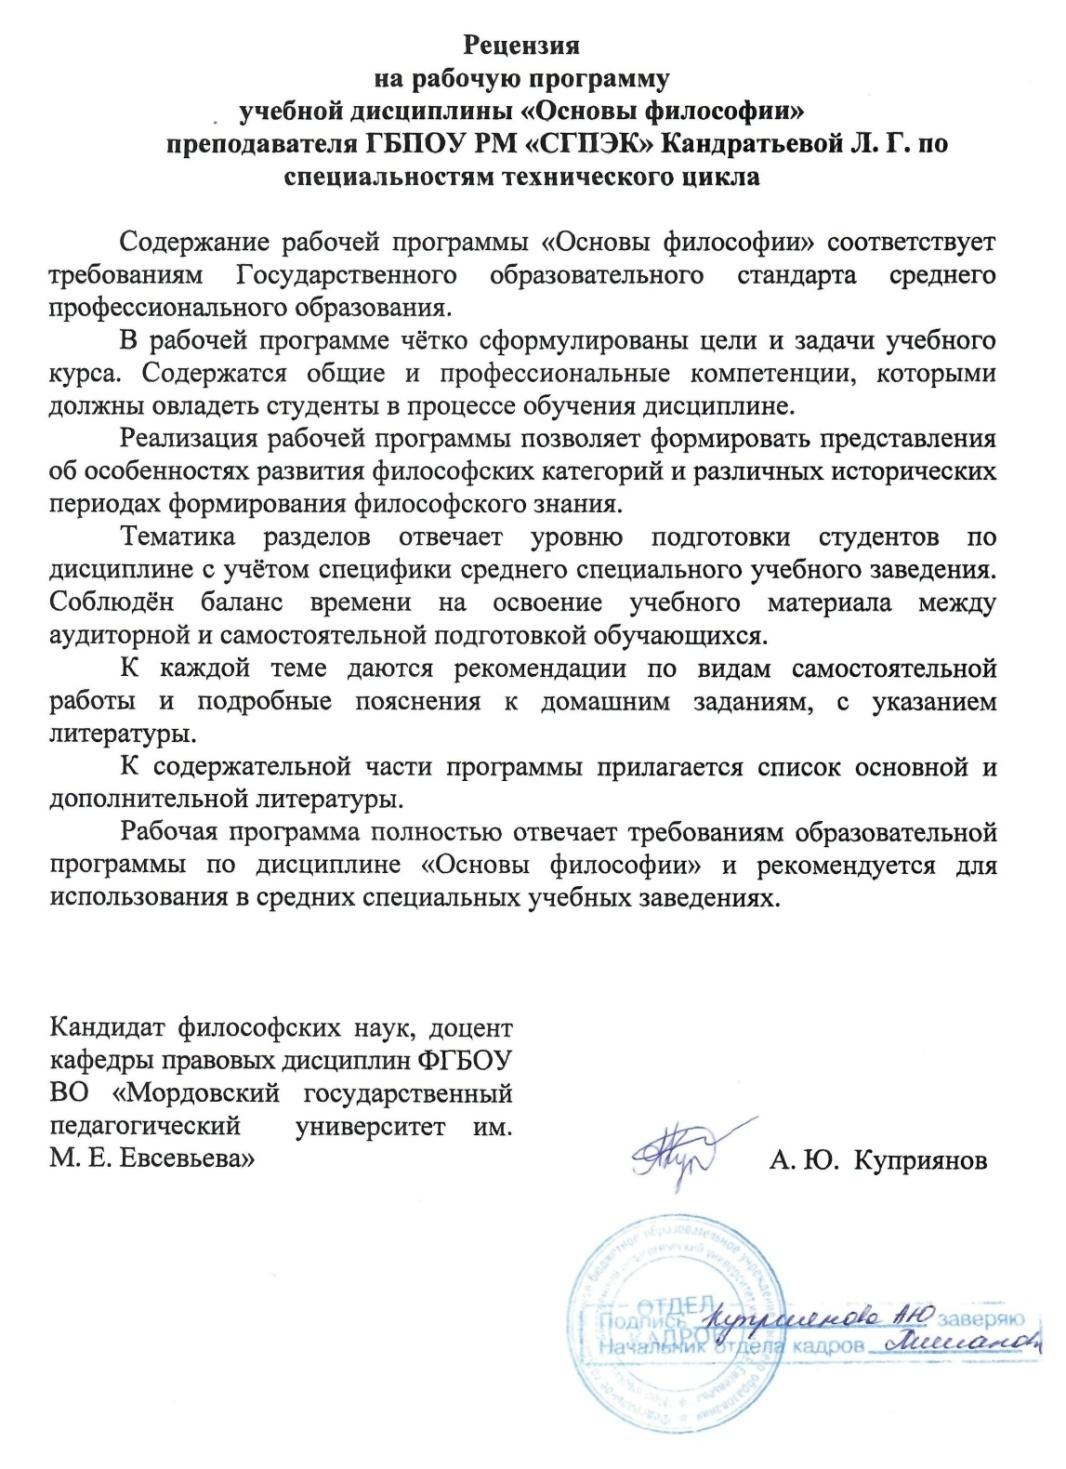 Рецензия
на рабочую программу
учебной дисциплины «Основы философии»
преподавателя ГБПОУ РМ «СГПЭК» Кандратьевой Л. Г. по
специальностям технического цикла
Содержание рабочей программы «Основы философии» соответствует
требованиям Государственного образовательного стандарта среднего
профессионального образования.
В рабочей программе чётко сформулированы цели и задачи учебного
курса. Содержатся общие и профессиональные компетенции, которыми
должны овладеть студенты в процессе обучения дисциплине.
Реализация рабочей программы позволяет формировать представления
об особенностях развития философских категорий и различных исторических
периодах формирования философского знания.
Тематика разделов отвечает уровню подготовки студентов по
дисциплине с учётом специфики среднего специального учебного заведения.
Соблюдён баланс времени на освоение учебного материала между
аудиторной и самостоятельной подготовкой обучающихся.
К каждой теме даются рекомендации по видам самостоятельной
работы и подробные пояснения к домашним заданиям, с указанием
литературы.
К содержательной части программы прилагается список основной и
дополнительной литературы.
Рабочая программа полностью отвечает требованиям образовательной
программы по дисциплине «Основы философии» и рекомендуется для
использования в средних специальных учебных заведениях.
Кандидат философских наук, доцент
кафедры правовых дисциплин ФГБОУ
ВО «Мордовский государственный
педагогический университет им.
М. Е. Евсевьева»
А. Ю. Куприянов
ОТДЕЛ
КАДРОВ
Подпись Куприянова АЮ заверяю
Начальник отдела кадров